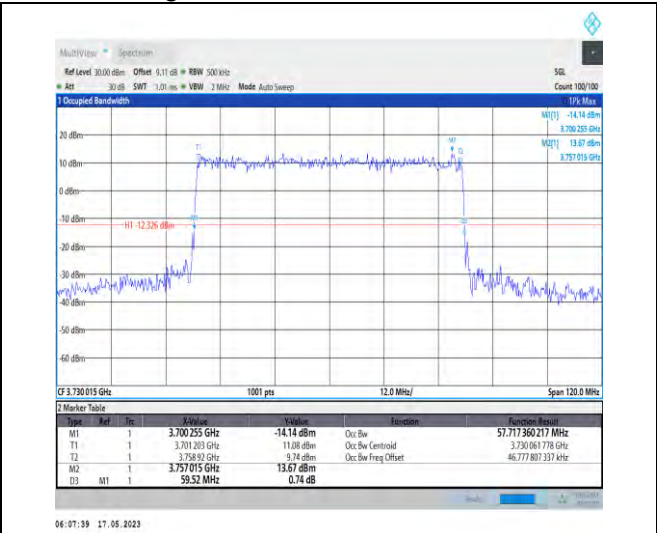 MultiView Spectrum
Ref Level 30.00 dBm Offset 9.11 dB RBW 500 kHz SGL
Att 30 dB SWT 1.01 ms VBW 2 MHz Mode Auto Sweep Count 100/100
1 Occupied Bandwidth 1Pk Max
M1[1] -14.14 dBm
3.700 255 GHz
M2[1] 13.67 dBm
3.757 015 GHz
20 dBm
10 dBm
0 dBm
-10 dBm
H1 -12.326 dBm
-20 dBm
-30 dBm
-40 dBm
-50 dBm
-60 dBm
T1
M2
T2
M1
CF 3.730 015 GHz 1001 pts 12.0 MHz/ Span 120.0 MHz
2 Marker Table
Type Ref Trc X-Value Y-Value Function Function Result
M1 1 3.700 255 GHz -14.14 dBm Occ Bw 57.717 360 217 MHz
T1 1 3.701 203 GHz 11.08 dBm Occ Bw Centroid 3.730 061 778 GHz
T2 1 3.758 92 GHz 9.74 dBm Occ Bw Freq Offset 46.777 807 337 kHz
M2 1 3.757 015 GHz 13.67 dBm
D3 M1 1 59.52 MHz 0.74 dB
06:07:39 17.05.2023